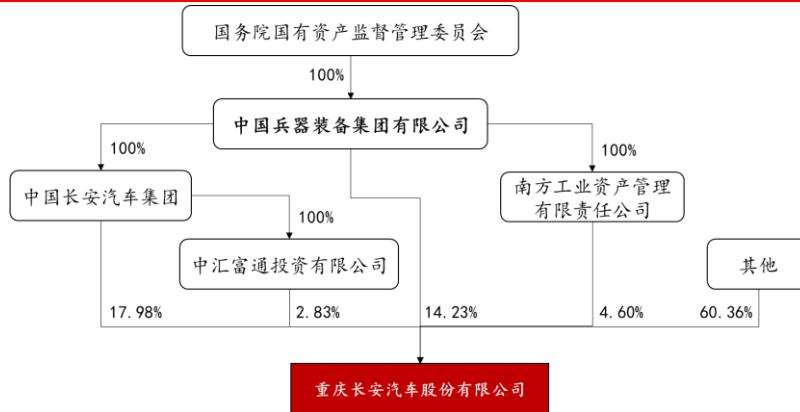 国务院国有资产监督管理委员会
100%
中国兵器装备集团有限公司
100%
100%
中国长安汽车集团
南方工业资产管理
有限责任公司
100%
中汇富通投资有限公司
其他
17.98%
2.83%
14.23%
4.60%
60.36%
重庆长安汽车股份有限公司